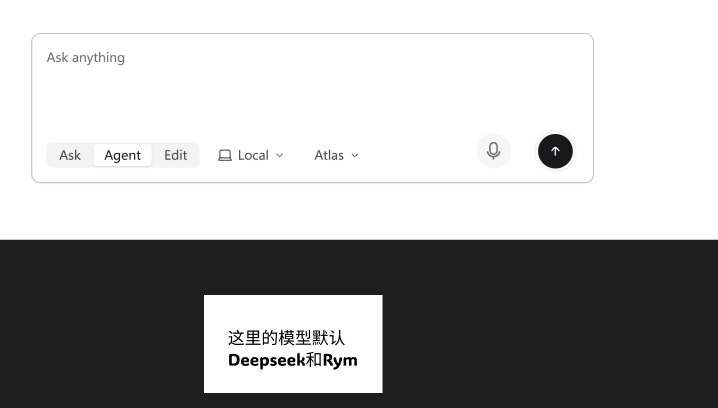 Ask anything
Ask Agent Edit Local Atlas
这里的模型默认
Deepseek和Rym